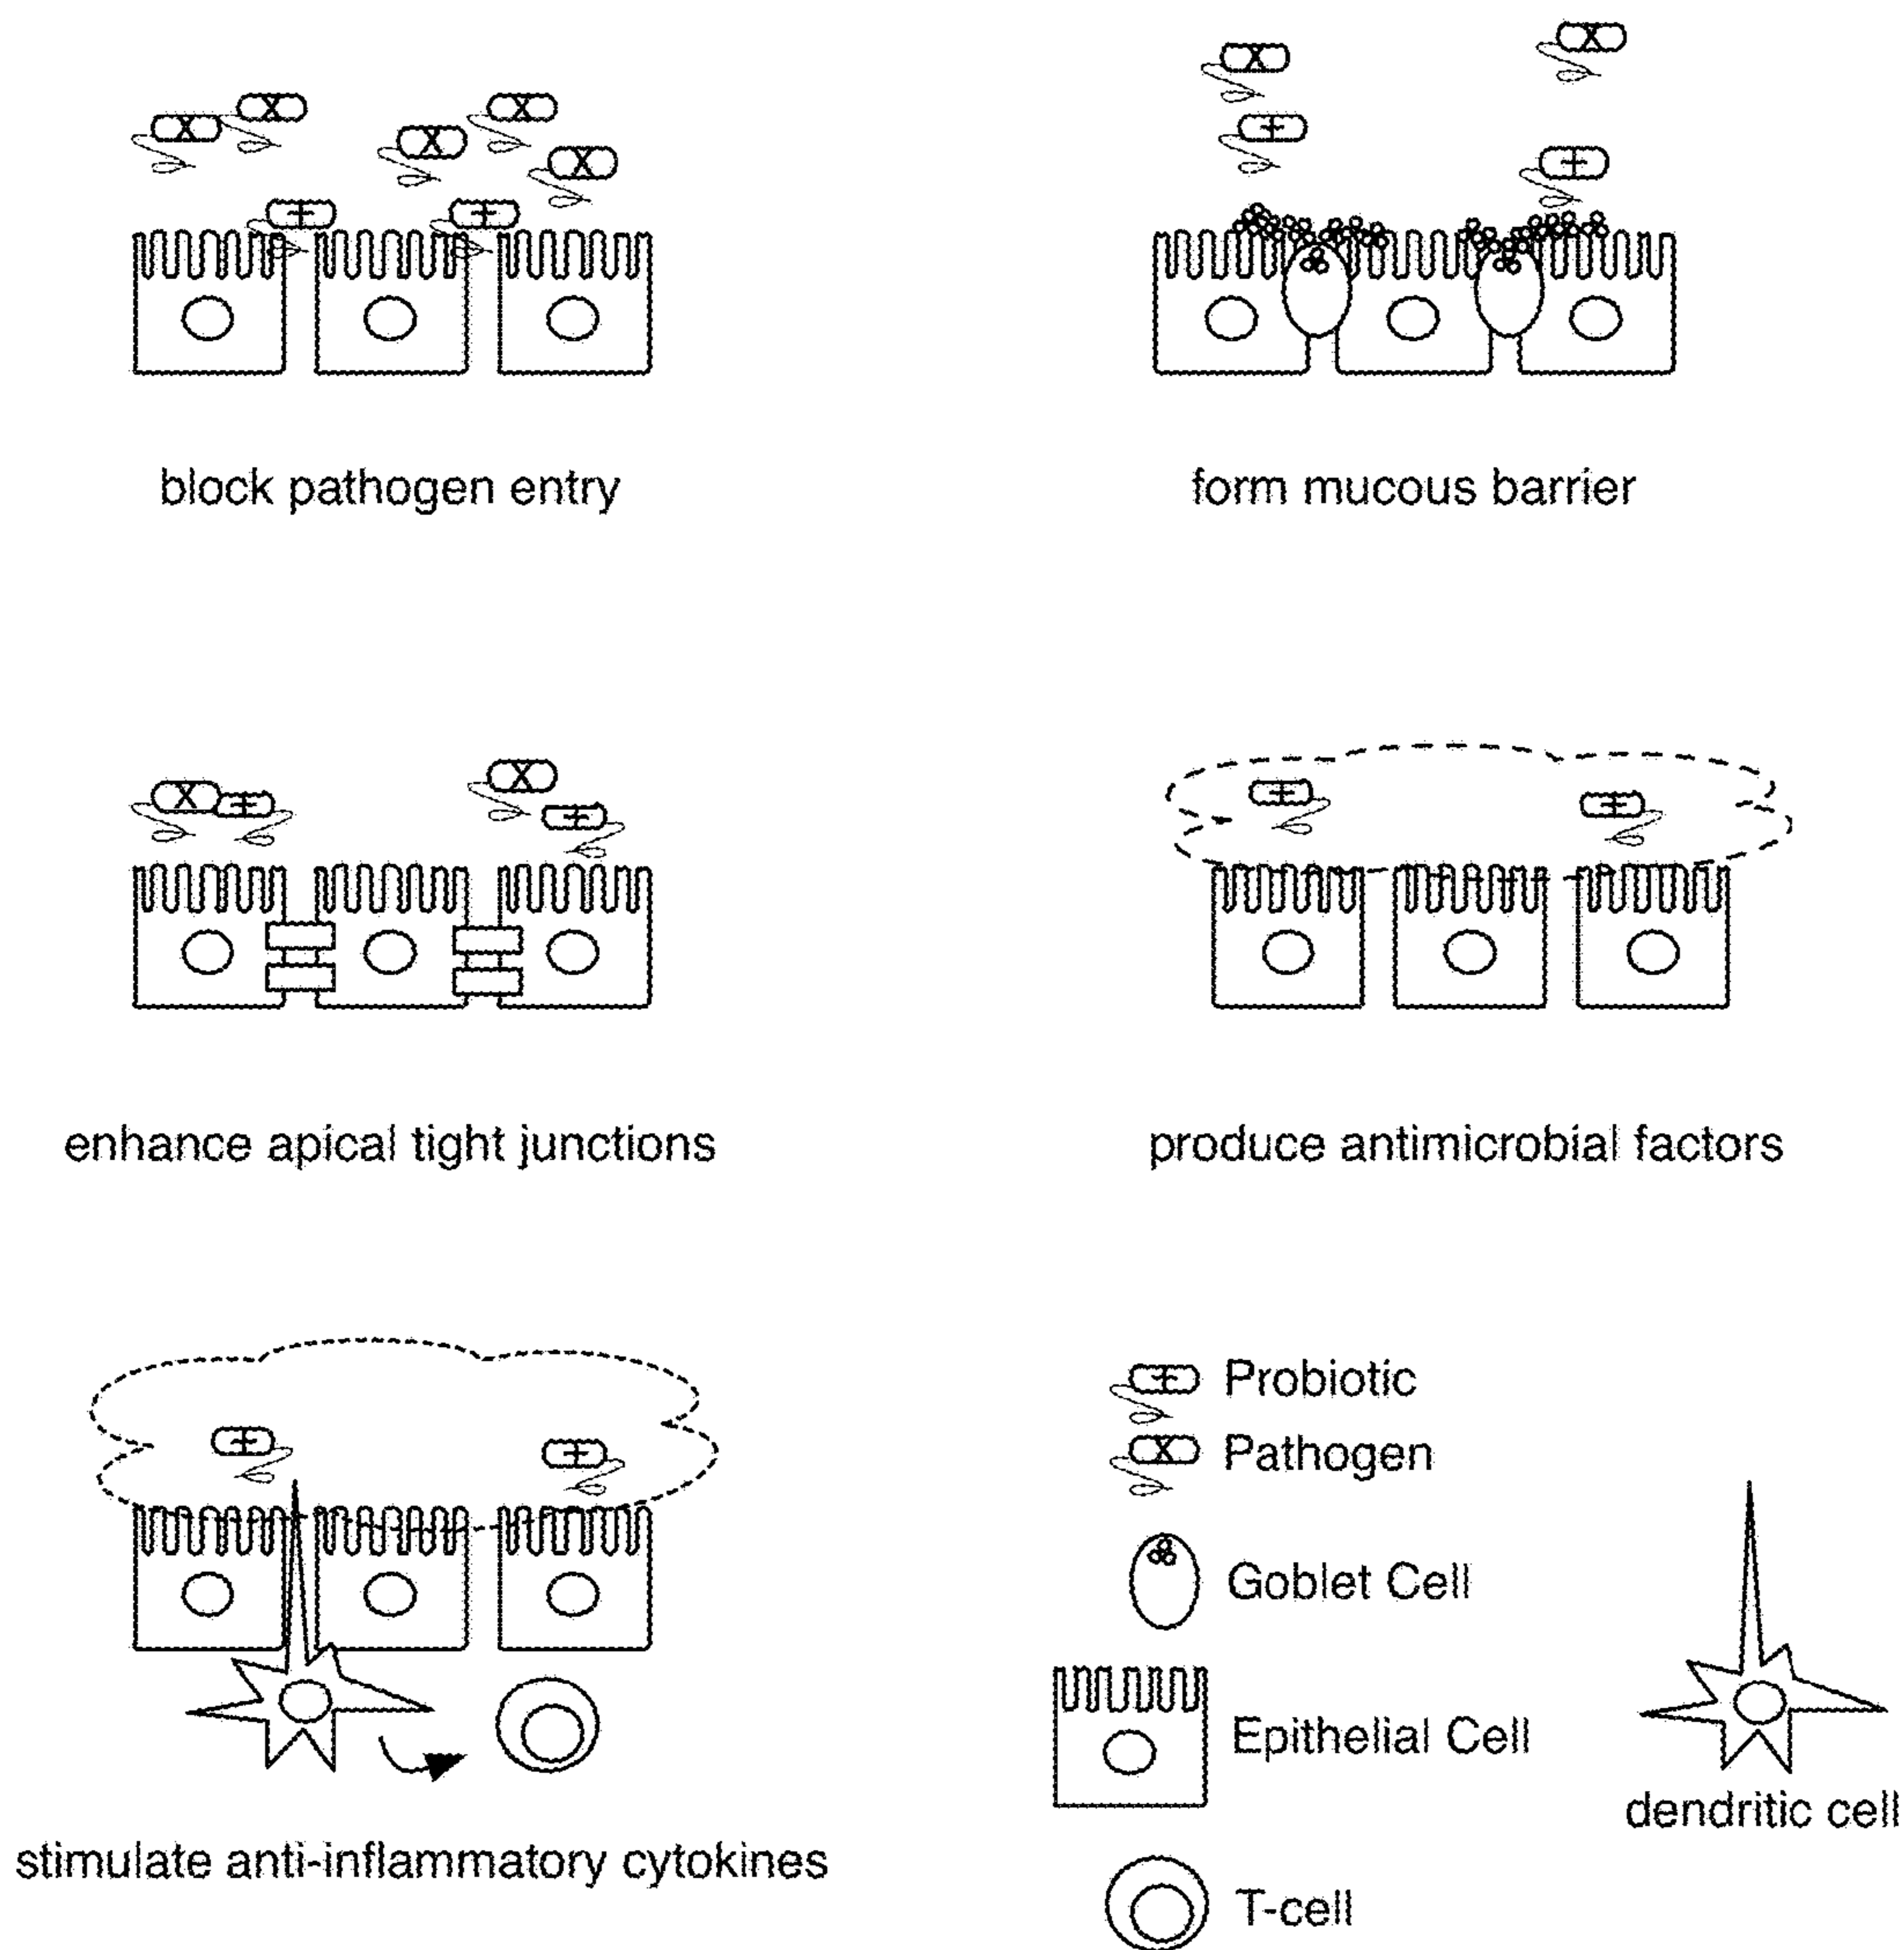 block pathogen entry
form mucous barrier
enhance apical tight junctions
produce antimicrobial factors
stimulate anti-inflammatory cytokines
Probiotic
Pathogen
Goblet Cell
Epithelial Cell
dendritic cell
T-cell